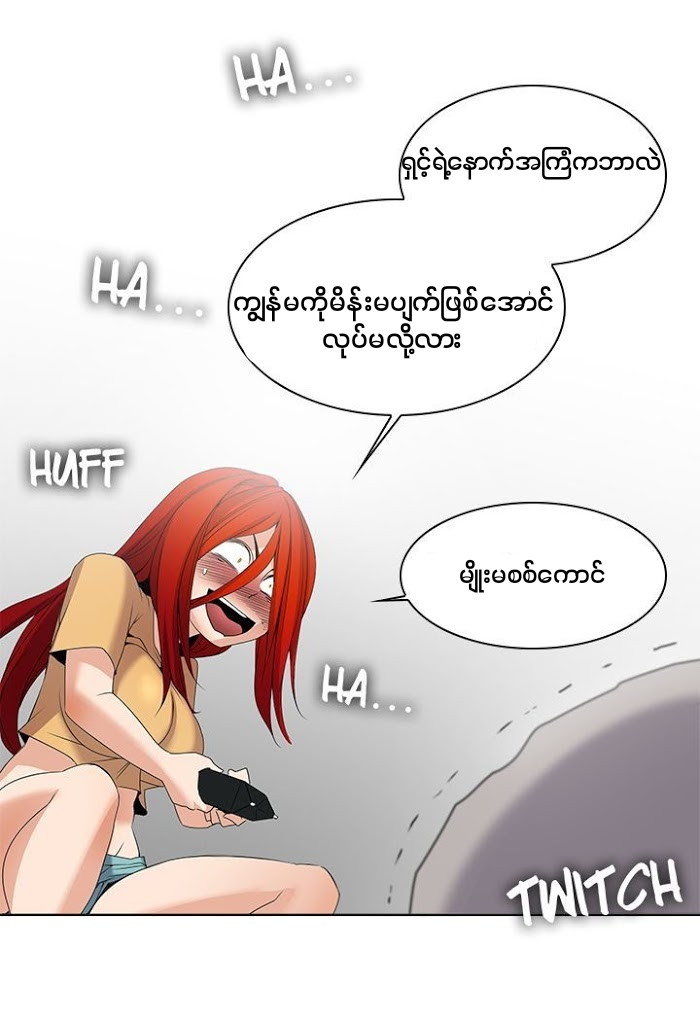 HA...
ရှင့်ရဲ့နောက်အကြံကဘာလဲ
HA...
ကျွန်မကိုမိန်းမပျက်ဖြစ်အောင်
လုပ်မလို့လား
HUFF
မျိုးမစစ်ကောင်
HA...
TWITCH